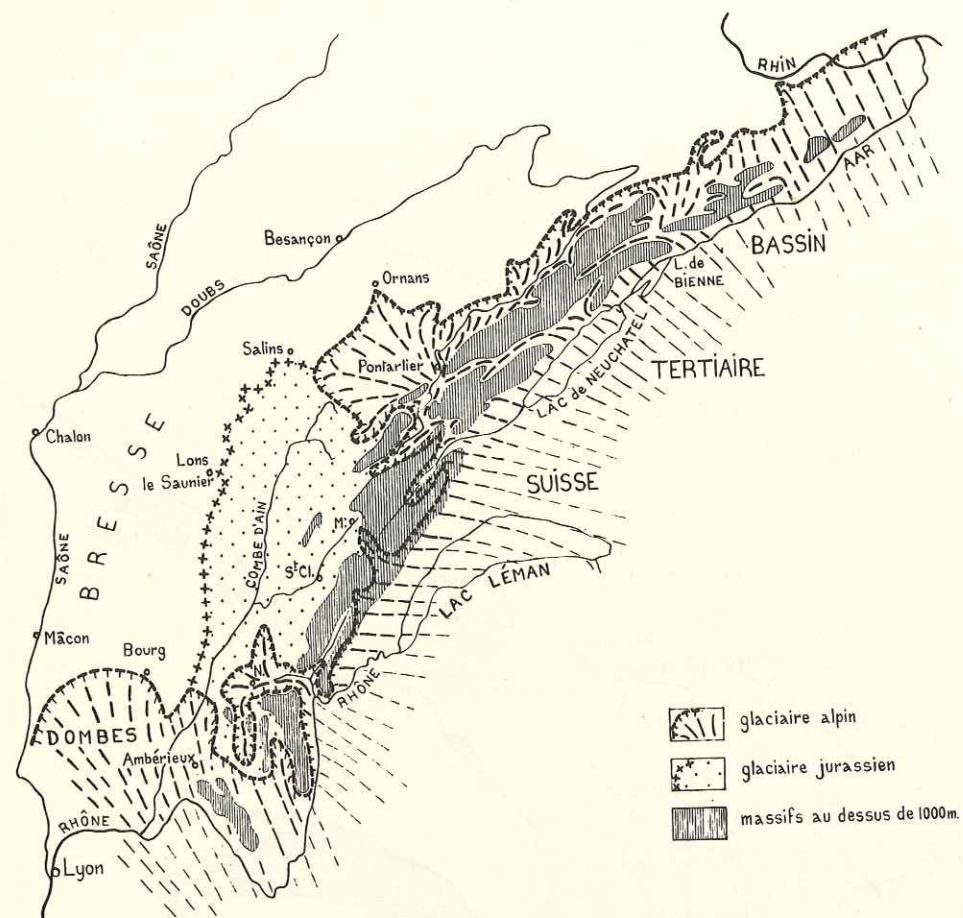 RHIN
AAR
SAÔNE
BASSIN
Besançon
DOUBS
L. de
BIENNE
Ornans
LAC de NEUCHATEL
TERTIAIRE
Salins
Pontarlier
Chalon
BRESSE
Lons
le Saunier
SUISSE
COMBE D'AIN
M.
St Cl.
LAC LÉMAN
SAÔNE
Mâcon
Bourg
N.
RHÔNE
DOMBES
Ambérieux
RHÔNE
Lyon
glaciaire alpin
glaciaire jurassien
massifs au dessus de 1000m.